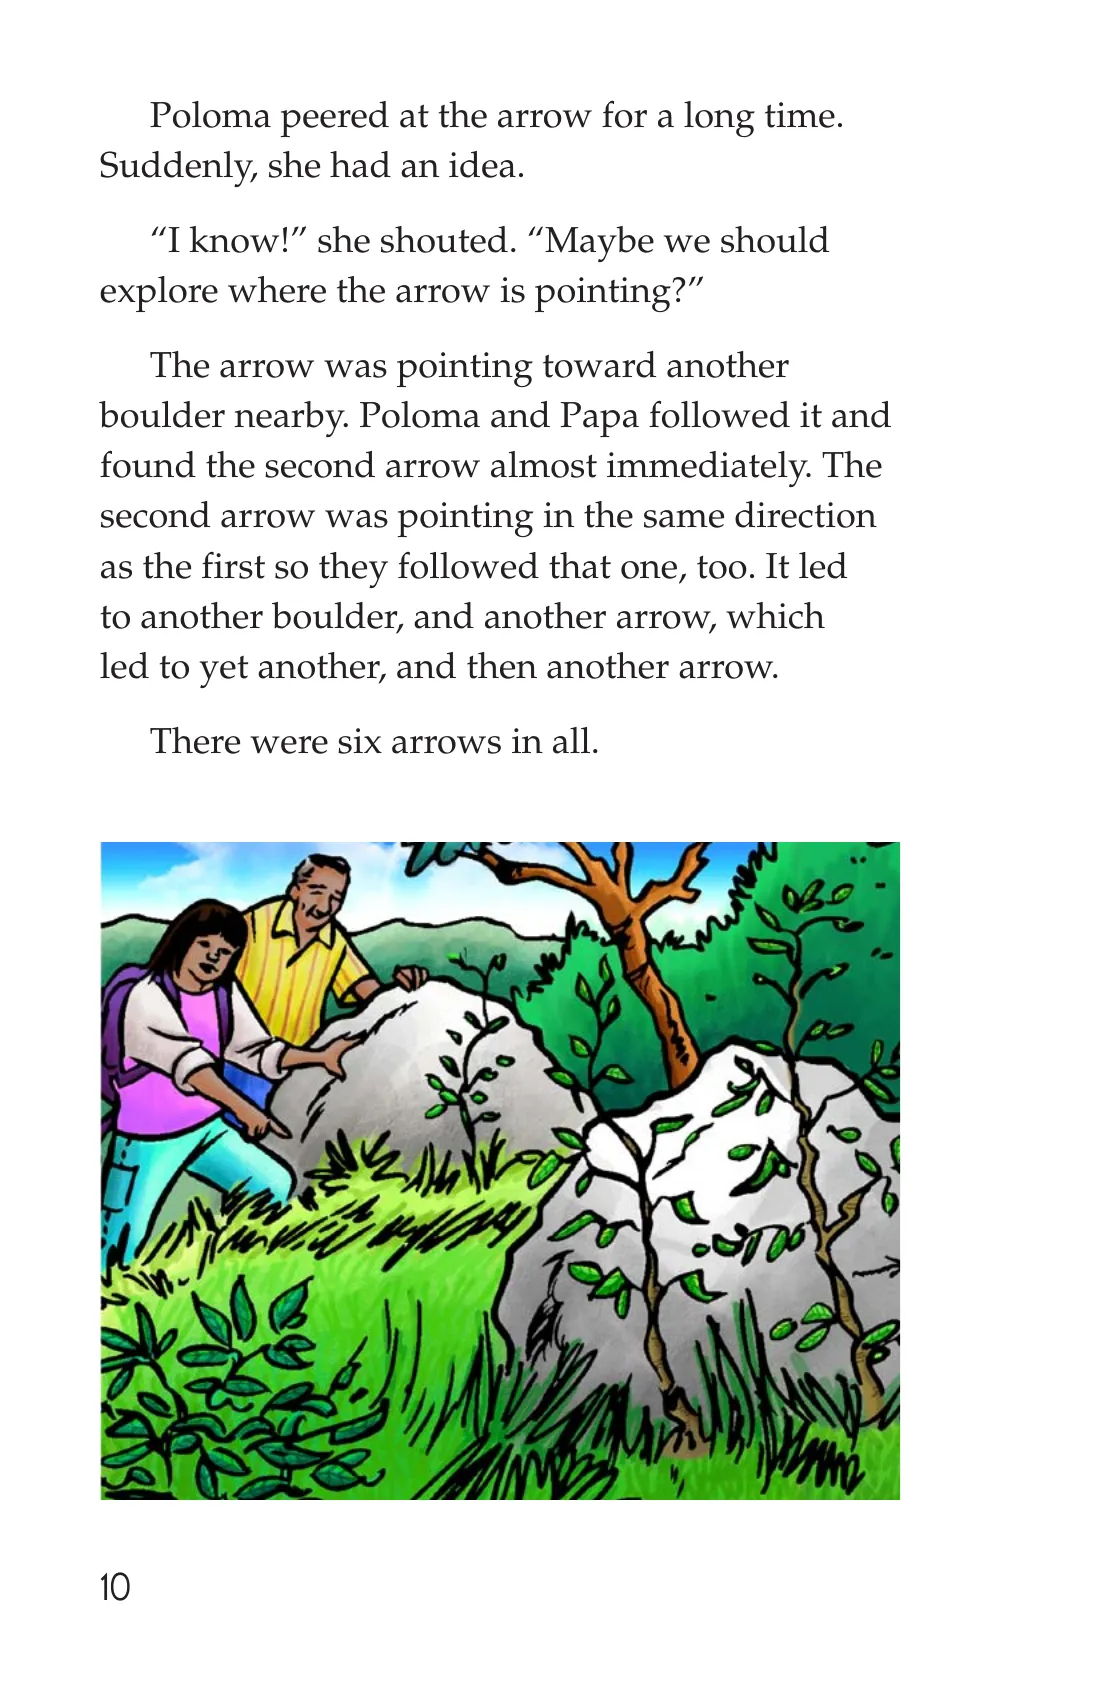 Poloma peered at the arrow for a long time.
Suddenly, she had an idea.
“I know!” she shouted. “Maybe we should
explore where the arrow is pointing?”
The arrow was pointing toward another
boulder nearby. Poloma and Papa followed it and
found the second arrow almost immediately. The
second arrow was pointing in the same direction
as the first so they followed that one, too. It led
to another boulder, and another arrow, which
led to yet another, and then another arrow.
There were six arrows in all.
10